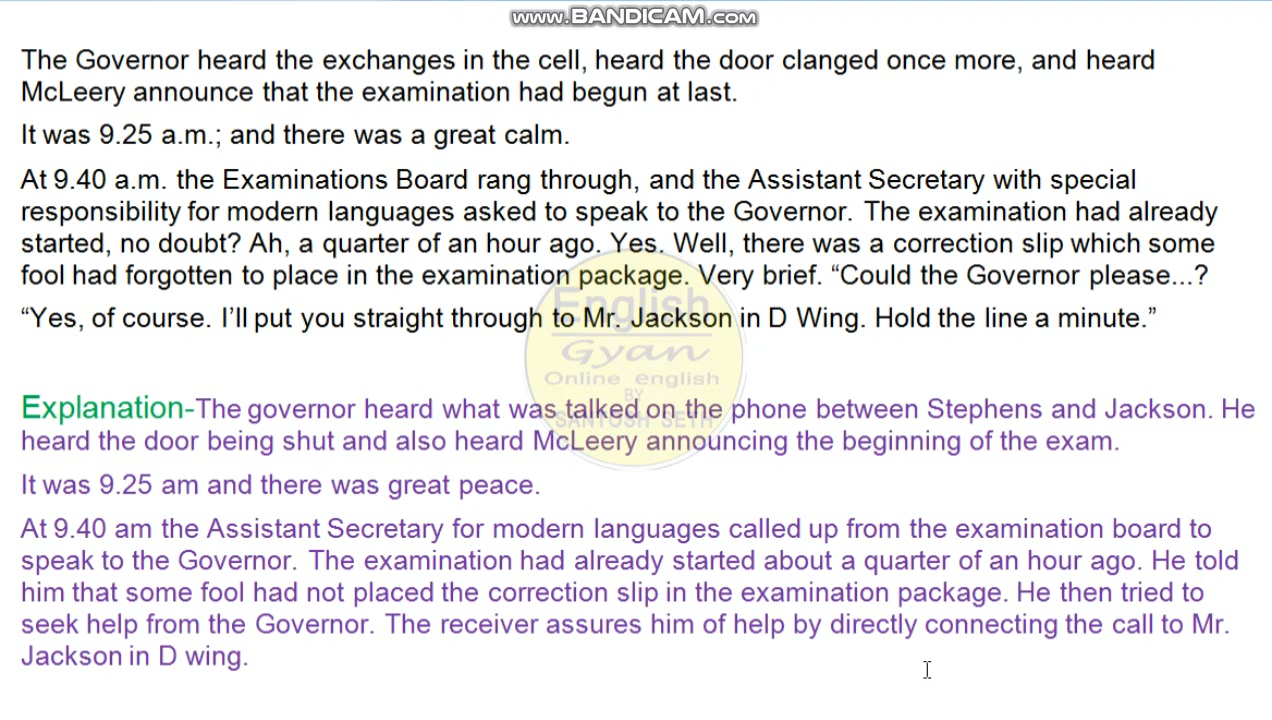 www.BANDICAM.com
The Governor heard the exchanges in the cell, heard the door clanged once more, and heard
McLeery announce that the examination had begun at last.
It was 9.25 a.m.; and there was a great calm.
At 9.40 a.m. the Examinations Board rang through, and the Assistant Secretary with special
responsibility for modern languages asked to speak to the Governor. The examination had already
started, no doubt? Ah, a quarter of an hour ago. Yes. Well, there was a correction slip which some
fool had forgotten to place in the examination package. Very brief. “Could the Governor please...?
“Yes, of course. I’ll put you straight through to Mr. Jackson in D Wing. Hold the line a minute.”
English
Gyan
Online english
BY
SANTOSH SETH
Explanation-The governor heard what was talked on the phone between Stephens and Jackson. He
heard the door being shut and also heard McLeery announcing the beginning of the exam.
It was 9.25 am and there was great peace.
At 9.40 am the Assistant Secretary for modern languages called up from the examination board to
speak to the Governor. The examination had already started about a quarter of an hour ago. He told
him that some fool had not placed the correction slip in the examination package. He then tried to
seek help from the Governor. The receiver assures him of help by directly connecting the call to Mr.
Jackson in D wing.